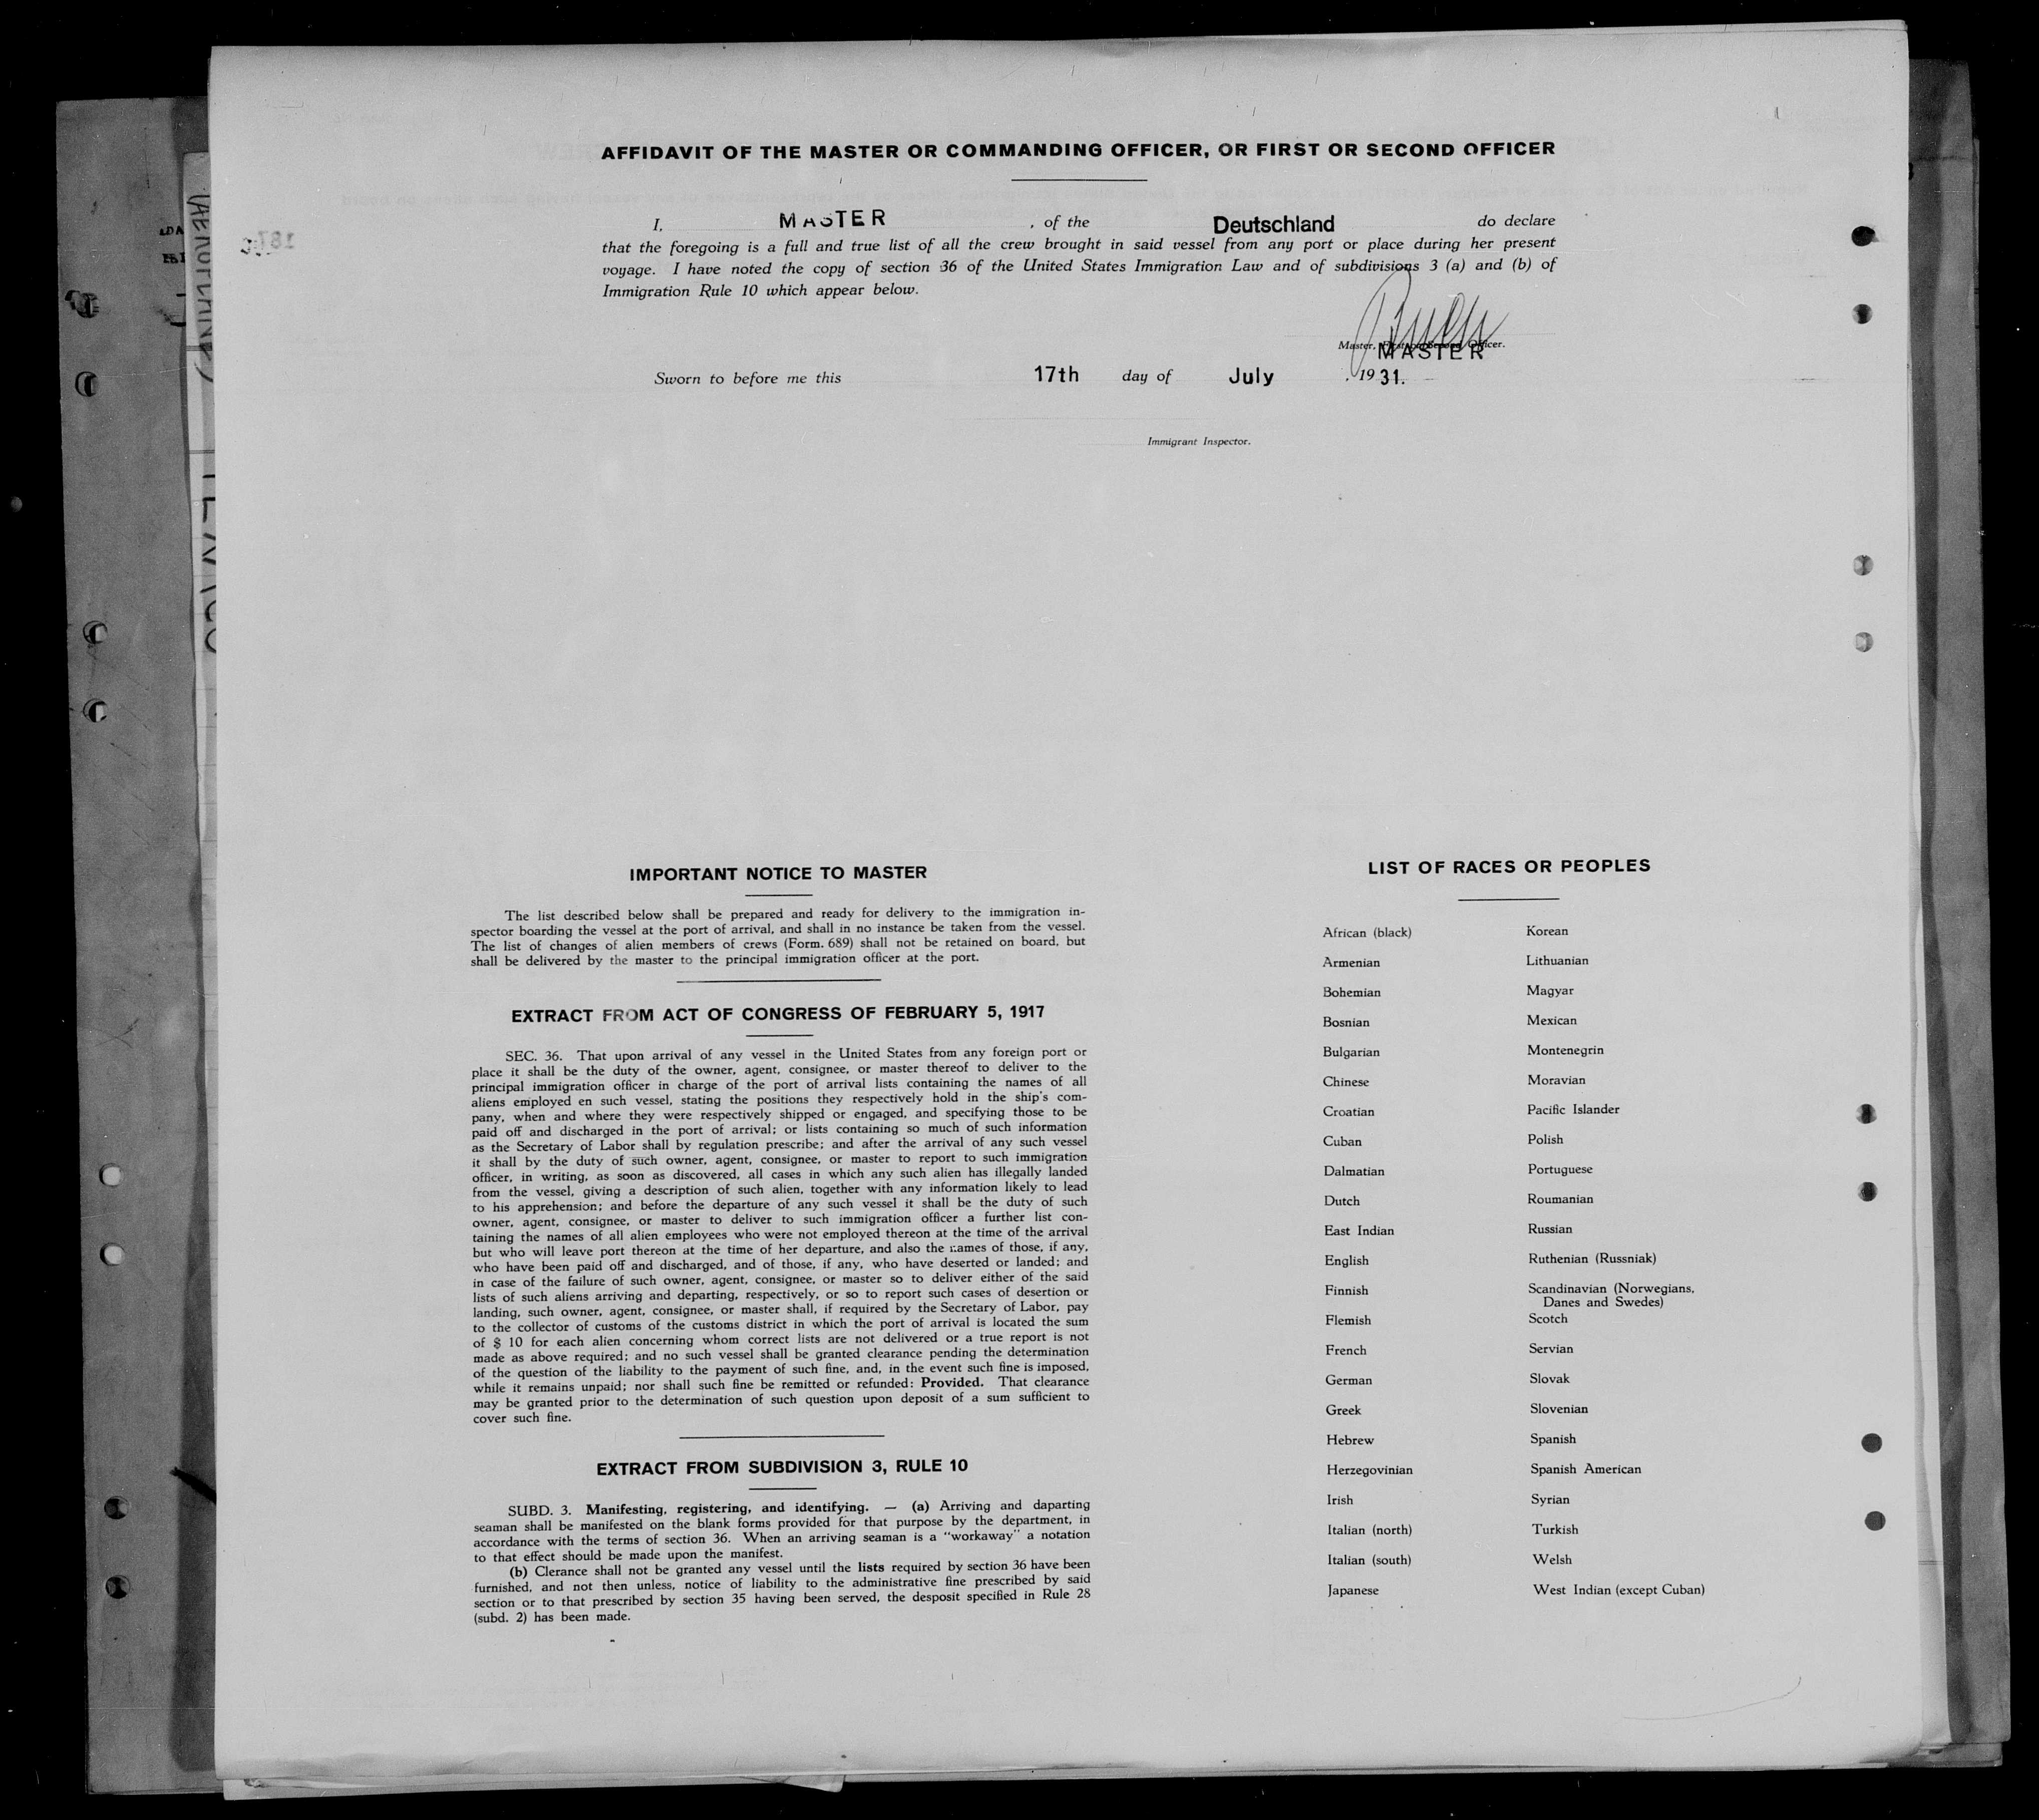 AFFIDAVIT OF THE MASTER OR COMMANDING OFFICER, OR FIRST OR SECOND OFFICER
I, MASTER , of the Deutschland do declare
that the foregoing is a full and true list of all the crew brought in said vessel from any port or place during her present
voyage. I have noted the copy of section 36 of the United States Immigration Law and of subdivisions 3 (a) and (b) of
Immigration Rule 10 which appear below.
Master, First or Second Officer.
MASTER
Sworn to before me this 17th day of July , 19 31.
Immigrant Inspector.
IMPORTANT NOTICE TO MASTER
The list described below shall be prepared and ready for delivery to the immigration in-
spector boarding the vessel at the port of arrival, and shall in no instance be taken from the vessel.
The list of changes of alien members of crews (Form. 689) shall not be retained on board, but
shall be delivered by the master to the principal immigration officer at the port.
EXTRACT FROM ACT OF CONGRESS OF FEBRUARY 5, 1917
SEC. 36. That upon arrival of any vessel in the United States from any foreign port or
place it shall be the duty of the owner, agent, consignee, or master thereof to deliver to the
principal immigration officer in charge of the port of arrival lists containing the names of all
aliens employed en such vessel, stating the positions they respectively hold in the ship's com-
pany, when and where they were respectively shipped or engaged, and specifying those to be
paid off and discharged in the port of arrival; or lists containing so much of such information
as the Secretary of Labor shall by regulation prescribe; and after the arrival of any such vessel
it shall by the duty of such owner, agent, consignee, or master to report to such immigration
officer, in writing, as soon as discovered, all cases in which any such alien has illegally landed
from the vessel, giving a description of such alien, together with any information likely to lead
to his apprehension; and before the departure of any such vessel it shall be the duty of such
owner, agent, consignee, or master to deliver to such immigration officer a further list con-
taining the names of all alien employees who were not employed thereon at the time of the arrival
but who will leave port thereon at the time of her departure, and also the names of those, if any,
who have been paid off and discharged, and of those, if any, who have deserted or landed; and
in case of the failure of such owner, agent, consignee, or master so to deliver either of the said
lists of such aliens arriving and departing, respectively, or so to report such cases of desertion or
landing, such owner, agent, consignee, or master shall, if required by the Secretary of Labor, pay
to the collector of customs of the customs district in which the port of arrival is located the sum
of $ 10 for each alien concerning whom correct lists are not delivered or a true report is not
made as above required; and no such vessel shall be granted clearance pending the determination
of the question of the liability to the payment of such fine, and, in the event such fine is imposed,
while it remains unpaid; nor shall such fine be remitted or refunded: Provided. That clearance
may be granted prior to the determination of such question upon deposit of a sum sufficient to
cover such fine.
EXTRACT FROM SUBDIVISION 3, RULE 10
SUBD. 3. Manifesting, registering, and identifying. — (a) Arriving and daparting
seaman shall be manifested on the blank forms provided for that purpose by the department, in
accordance with the terms of section 36. When an arriving seaman is a "workaway" a notation
to that effect should be made upon the manifest.
(b) Clerance shall not be granted any vessel until the lists required by section 36 have been
furnished, and not then unless, notice of liability to the administrative fine prescribed by said
section or to that prescribed by section 35 having been served, the desposit specified in Rule 28
(subd. 2) has been made.
LIST OF RACES OR PEOPLES
African (black)
Armenian
Bohemian
Bosnian
Bulgarian
Chinese
Croatian
Cuban
Dalmatian
Dutch
East Indian
English
Finnish
Flemish
French
German
Greek
Hebrew
Herzegovinian
Irish
Italian (north)
Italian (south)
Japanese
Korean
Lithuanian
Magyar
Mexican
Montenegrin
Moravian
Pacific Islander
Polish
Portuguese
Roumanian
Russian
Ruthenian (Russniak)
Scandinavian (Norwegians,
Danes and Swedes)
Scotch
Servian
Slovak
Slovenian
Spanish
Spanish American
Syrian
Turkish
Welsh
West Indian (except Cuban)